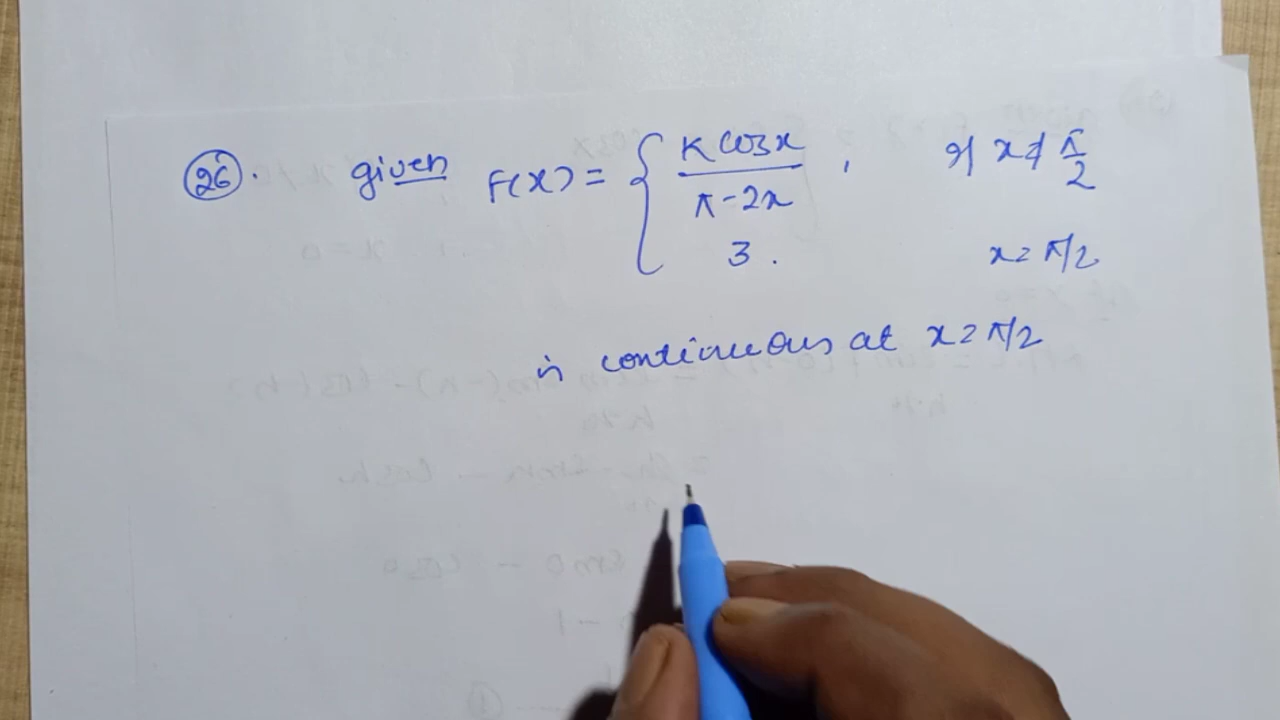 26. given F(x) = { K cos x / π - 2x , if x ≠ π/2
3 . x = π/2
is continuous at x = π/2